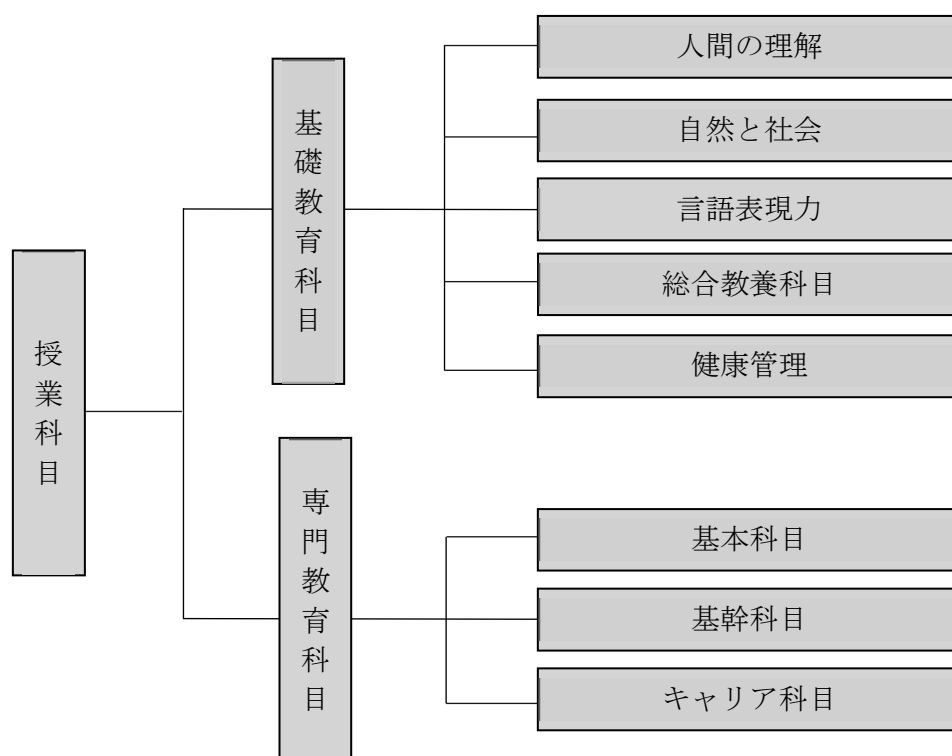 授業科目
基礎教育科目
人間の理解
自然と社会
言語表現力
総合教養科目
健康管理
専門教育科目
基本科目
基幹科目
キャリア科目